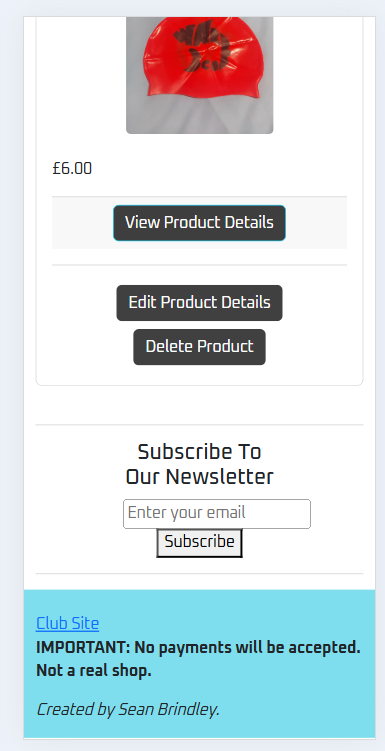 £6.00
View Product Details
Edit Product Details
Delete Product
Subscribe To
Our Newsletter
Enter your email
Subscribe
Club Site
IMPORTANT: No payments will be accepted.
Not a real shop.
Created by Sean Brindley.